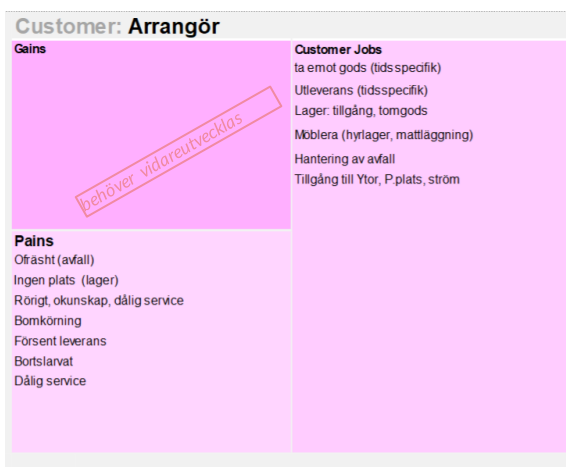 Customer: Arrangör
Gains
behöver vidareutvecklas
Pains
Ofräsht (avfall)
Ingen plats (lager)
Rörigt, okunskap, dålig service
Bomkörning
Försent leverans
Bortslarvat
Dålig service
Customer Jobs
ta emot gods (tidsspecifik)
Utleverans (tidsspecifik)
Lager: tillgång, tomgods
Möblera (hyrlager, mattläggning)
Hantering av avfall
Tillgång till Ytor, P.plats, ström